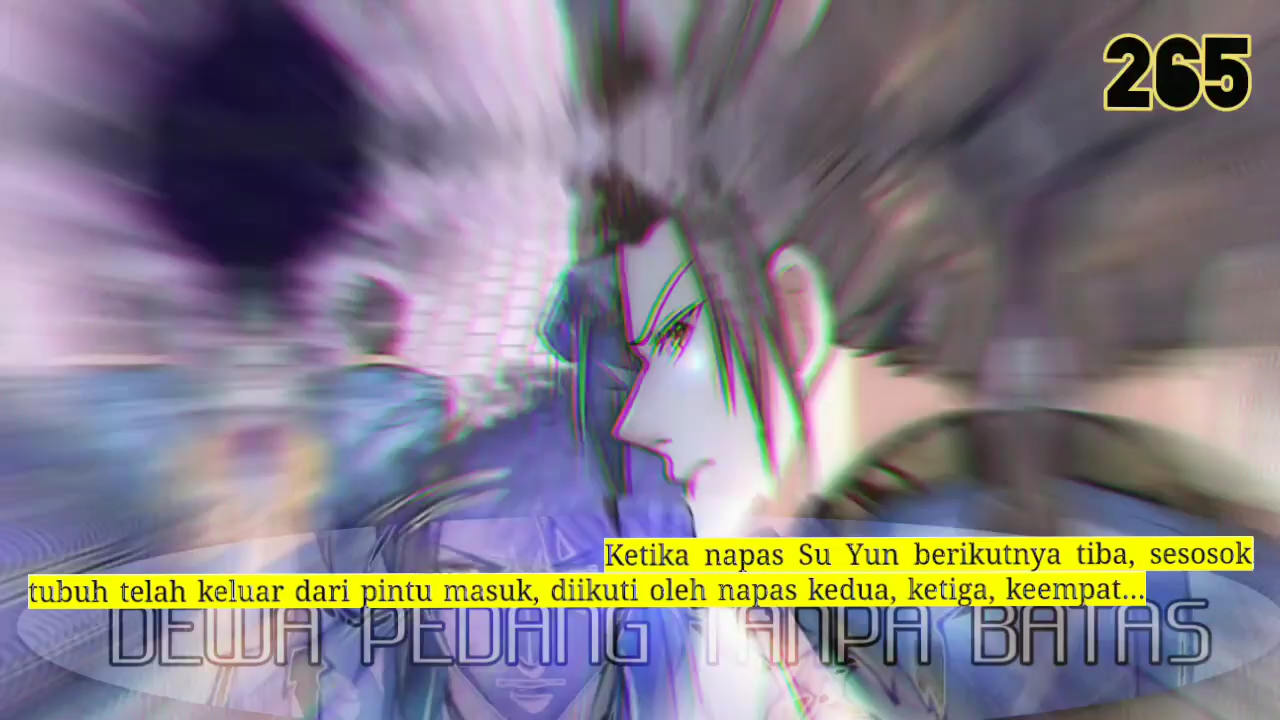 265
Ketika napas Su Yun berikutnya tiba, sesosok
tubuh telah keluar dari pintu masuk, diikuti oleh napas kedua, ketiga, keempat...
DEWA PEDANG TANPA BATAS